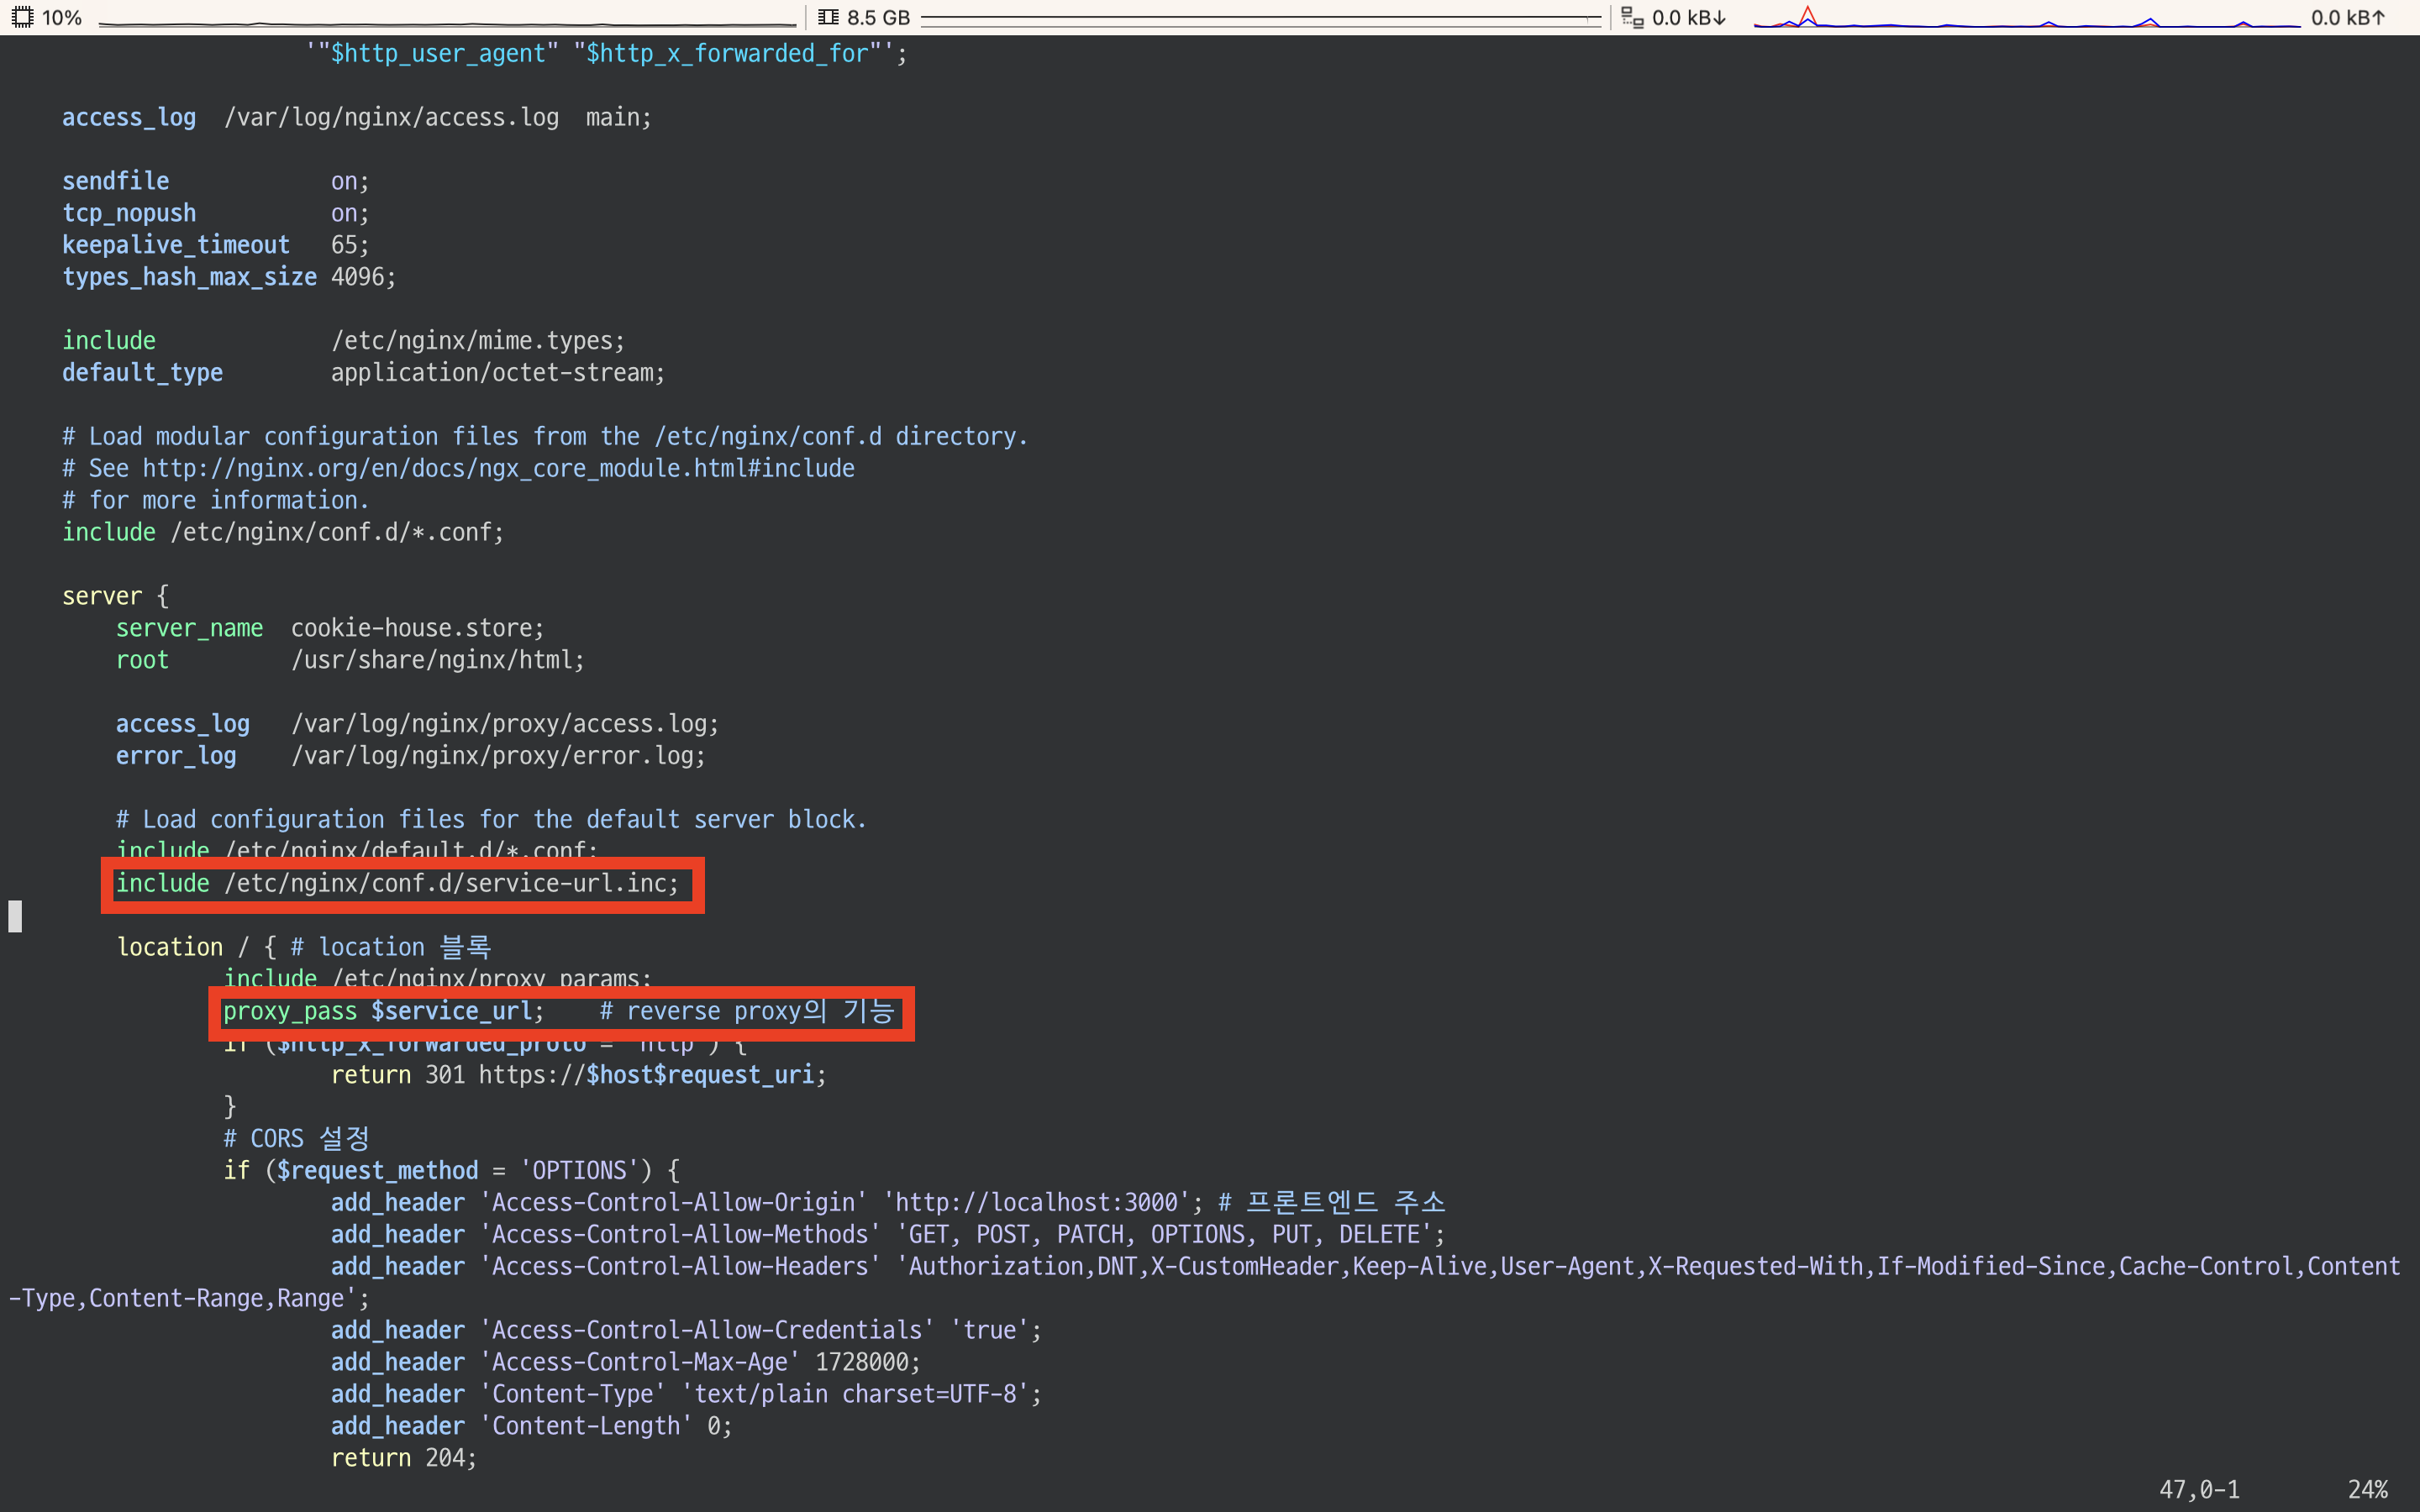 10% 8.5 GB 0.0 kB↓ 0.0 kB↑
'"$http_user_agent" "$http_x_forwarded_for"';
access_log /var/log/nginx/access.log main;
sendfile on;
tcp_nopush on;
keepalive_timeout 65;
types_hash_max_size 4096;
include /etc/nginx/mime.types;
default_type application/octet-stream;
# Load modular configuration files from the /etc/nginx/conf.d directory.
# See http://nginx.org/en/docs/ngx_core_module.html#include
# for more information.
include /etc/nginx/conf.d/*.conf;
server {
server_name cookie-house.store;
root /usr/share/nginx/html;
access_log /var/log/nginx/proxy/access.log;
error_log /var/log/nginx/proxy/error.log;
# Load configuration files for the default server block.
include /etc/nginx/default.d/*.conf;
include /etc/nginx/conf.d/service-url.inc;
location / { # location 블록
include /etc/nginx/proxy_params;
proxy_pass $service_url; # reverse proxy의 기능
if ($http_x_forwarded_proto = 'http') {
return 301 https://$host$request_uri;
}
# CORS 설정
if ($request_method = 'OPTIONS') {
add_header 'Access-Control-Allow-Origin' 'http://localhost:3000'; # 프론트엔드 주소
add_header 'Access-Control-Allow-Methods' 'GET, POST, PATCH, OPTIONS, PUT, DELETE';
add_header 'Access-Control-Allow-Headers' 'Authorization,DNT,X-CustomHeader,Keep-Alive,User-Agent,X-Requested-With,If-Modified-Since,Cache-Control,Content
-Type,Content-Range,Range';
add_header 'Access-Control-Allow-Credentials' 'true';
add_header 'Access-Control-Max-Age' 1728000;
add_header 'Content-Type' 'text/plain charset=UTF-8';
add_header 'Content-Length' 0;
return 204;
47,0-1 24%